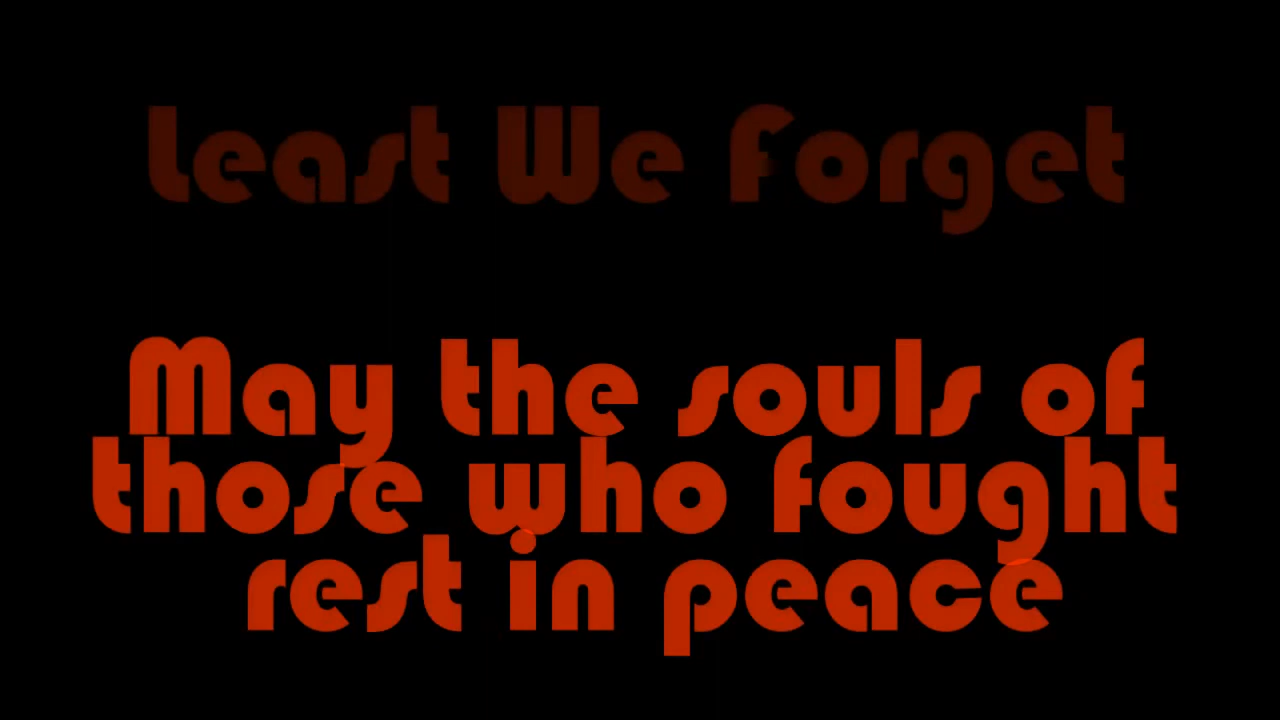 Least We Forget
May the souls of
those who fought
rest in peace